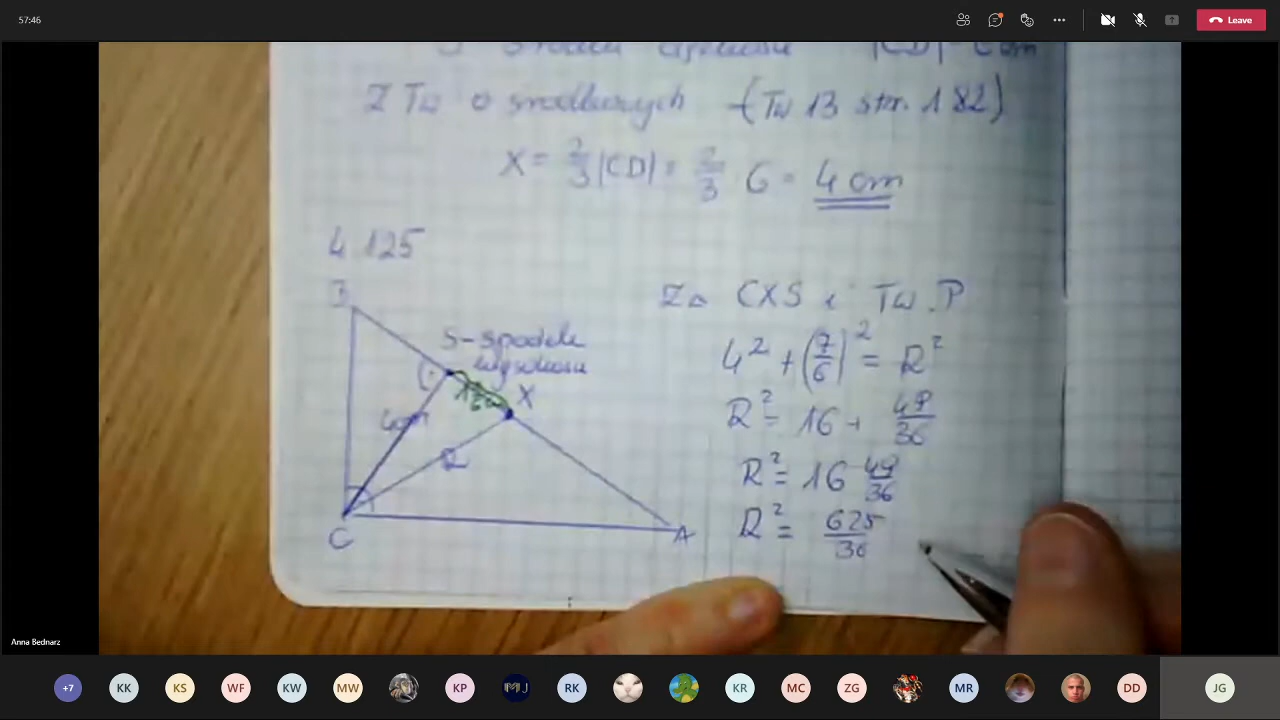 57:46
Leave
Z Tw o środkowych (Tw 13 str. 182)
X = 2/3 |CD| = 2/3 6 = 4 cm
4.125
B
S - spodek
wysokości
X
4cm
R
C
A
Z △ CXS i Tw. P
4² + (7/6)² = R²
R² = 16 + 49/36
R² = 16 49/36
R² = 625/36
Anna Bednarz
+7
KK
KS
WF
KW
MW
KP
MJ
RK
KR
MC
ZG
MR
DD
JG